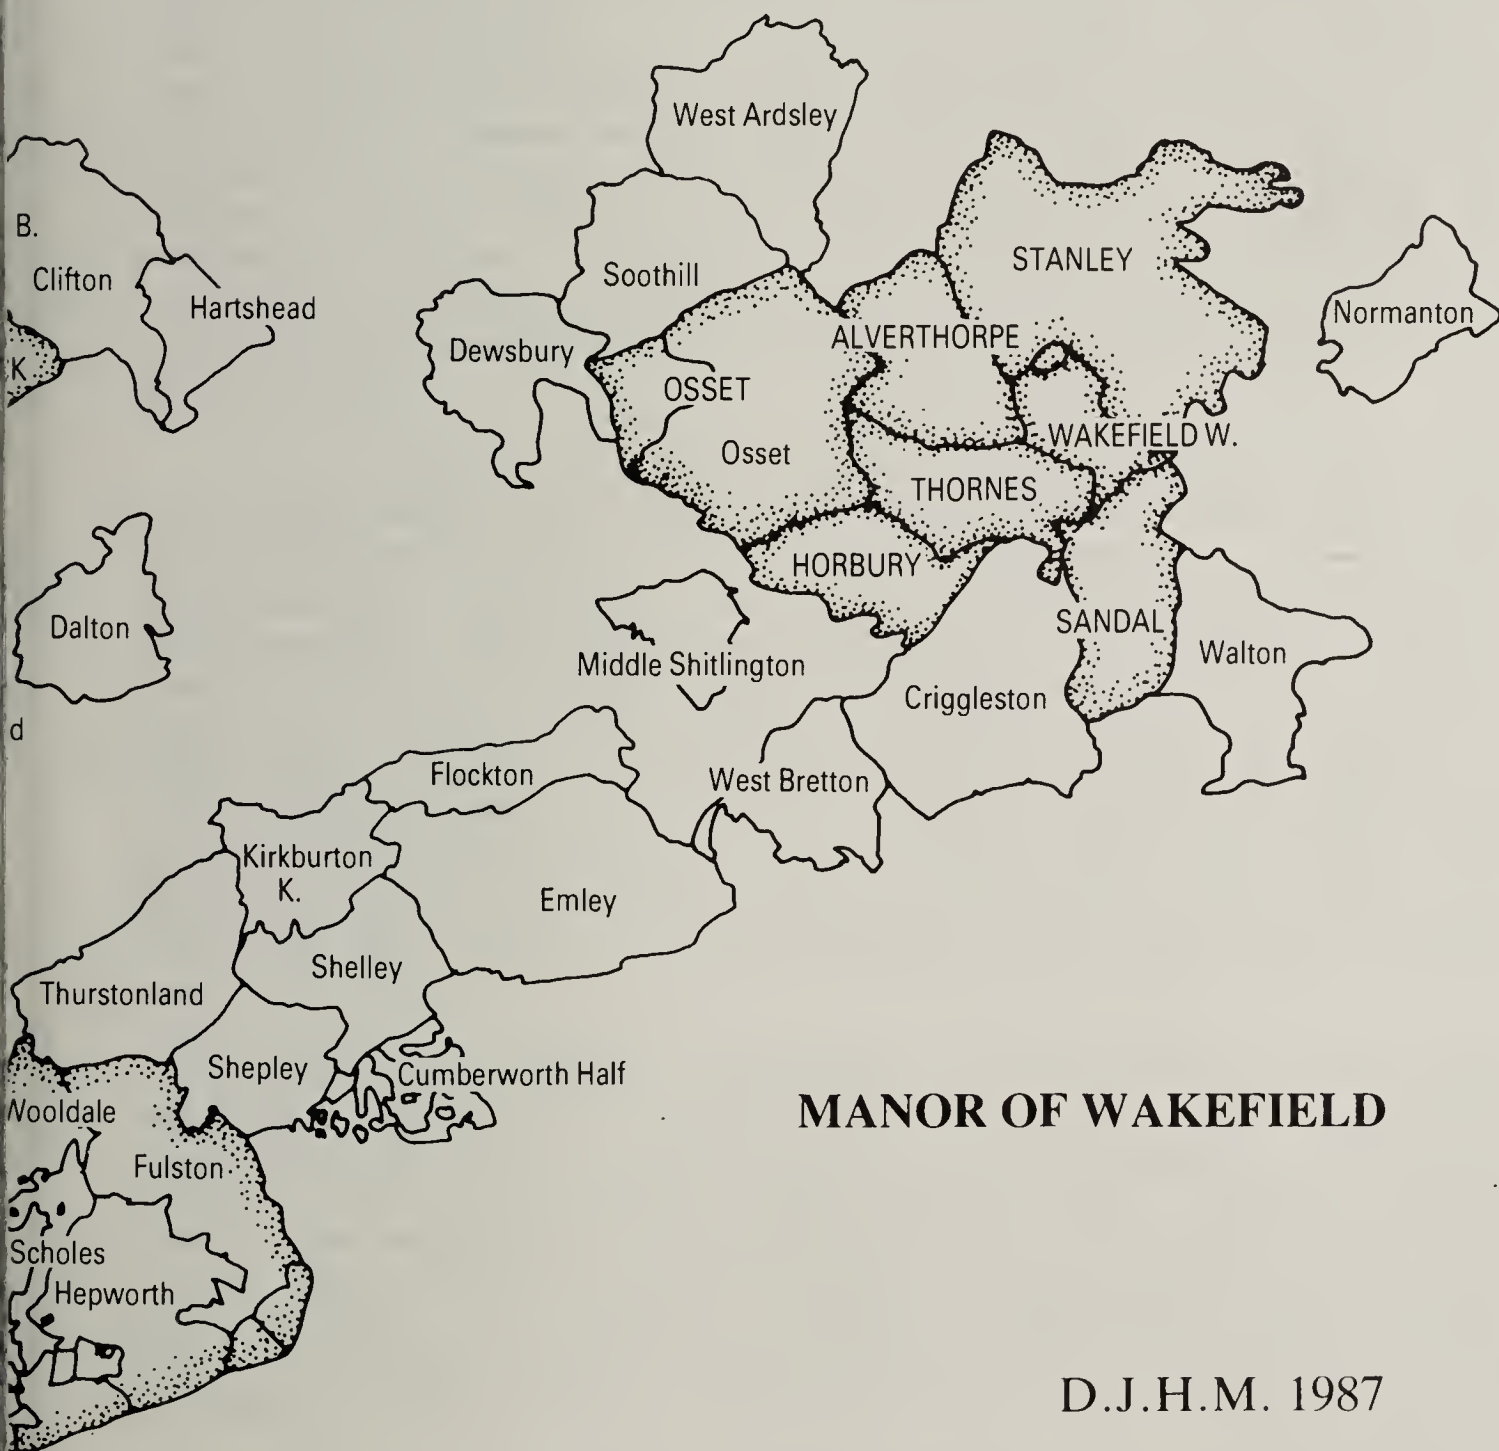 West Ardsley
B.
STANLEY
Clifton
Soothill
Hartshead
Normanton
ALVERTHORPE
Dewsbury
K
OSSET
WAKEFIELD W.
Osset
THORNES
HORBURY
Dalton
SANDAL
Middle Shitlington
Walton
Criggleston
d
Flockton
West Bretton
Kirkburton
K.
Emley
Shelley
Thurstonland
Shepley
Cumberworth Half
Wooldale
MANOR OF WAKEFIELD
Fulston
Scholes
Hepworth
D.J.H.M. 1987